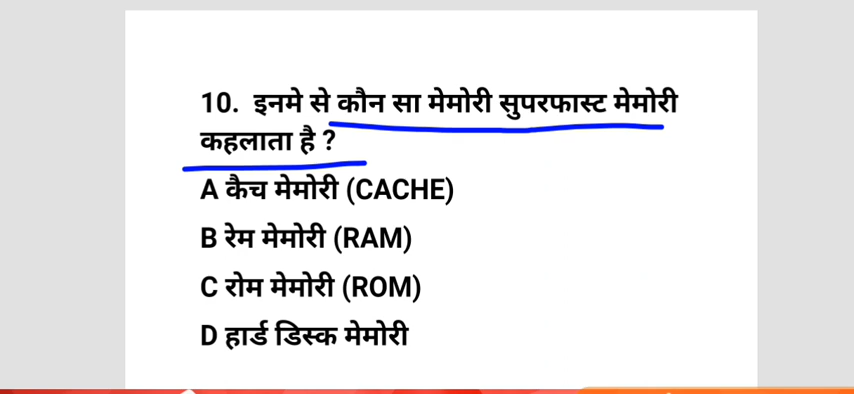 10. इनमे से कौन सा मेमोरी सुपरफास्ट मेमोरी
कहलाता है ?
A कैच मेमोरी (CACHE)
B रेम मेमोरी (RAM)
C रोम मेमोरी (ROM)
D हार्ड डिस्क मेमोरी